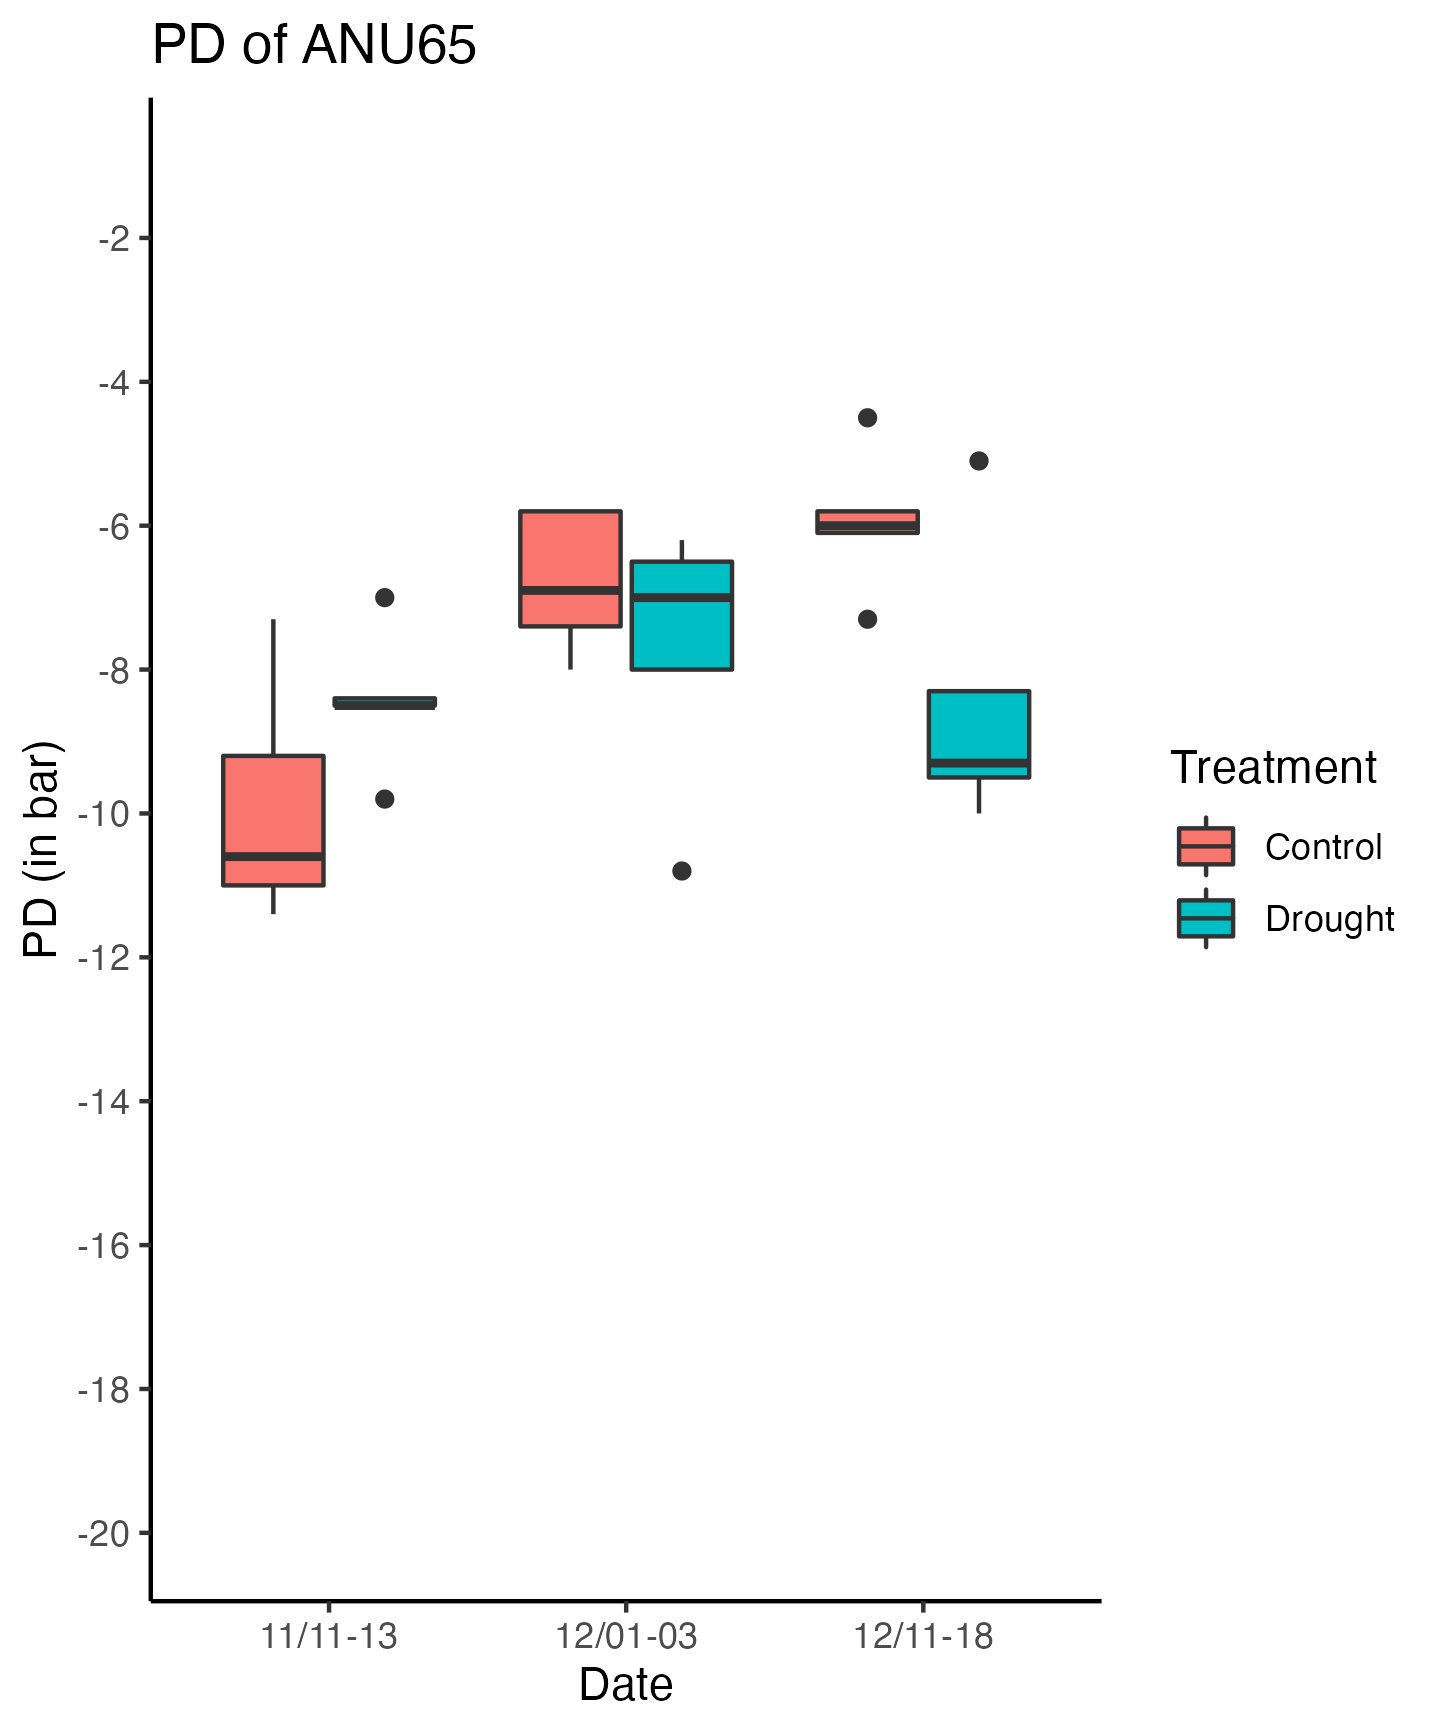 PD of ANU65
PD (in bar)
-2
-4
-6
-8
-10
-12
-14
-16
-18
-20
11/11-13
12/01-03
12/11-18
Date
Treatment
Control
Drought